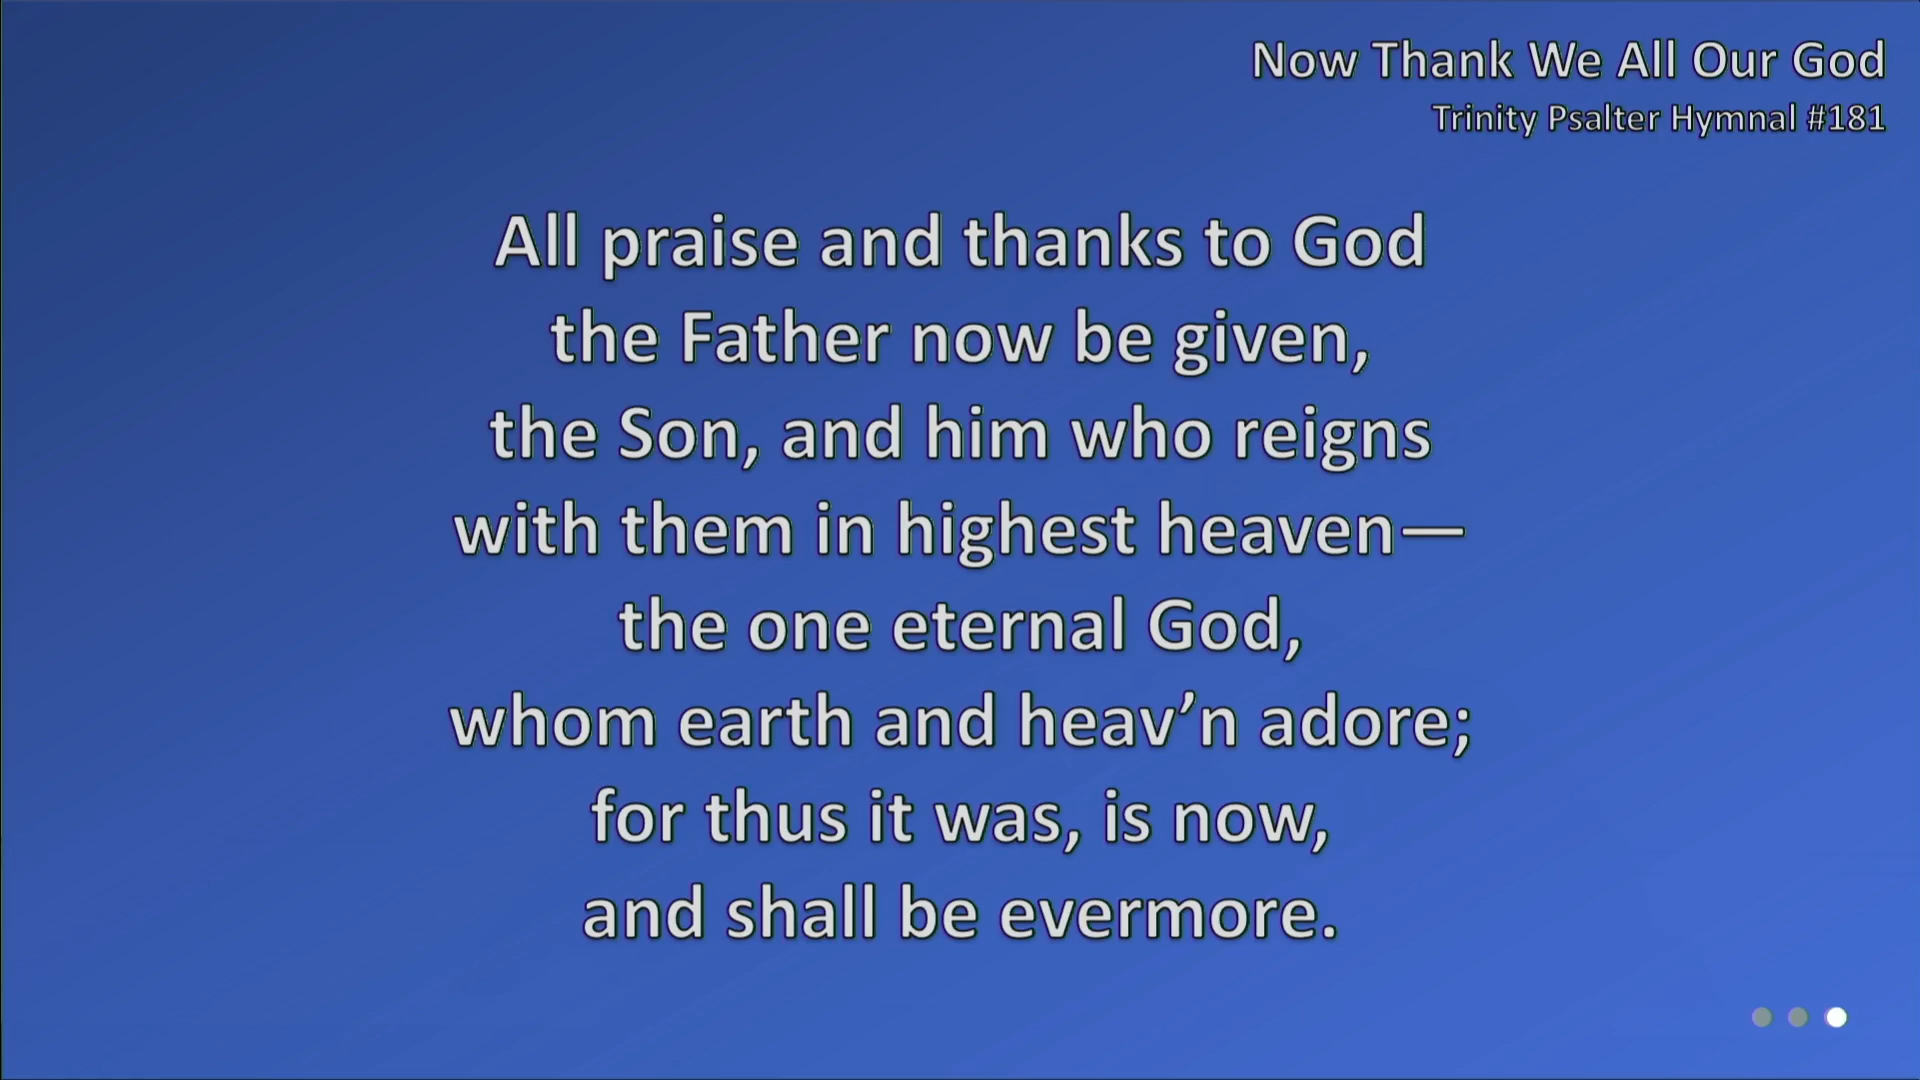 Now Thank We All Our God
Trinity Psalter Hymnal #181
All praise and thanks to God
the Father now be given,
the Son, and him who reigns
with them in highest heaven—
the one eternal God,
whom earth and heav’n adore;
for thus it was, is now,
and shall be evermore.